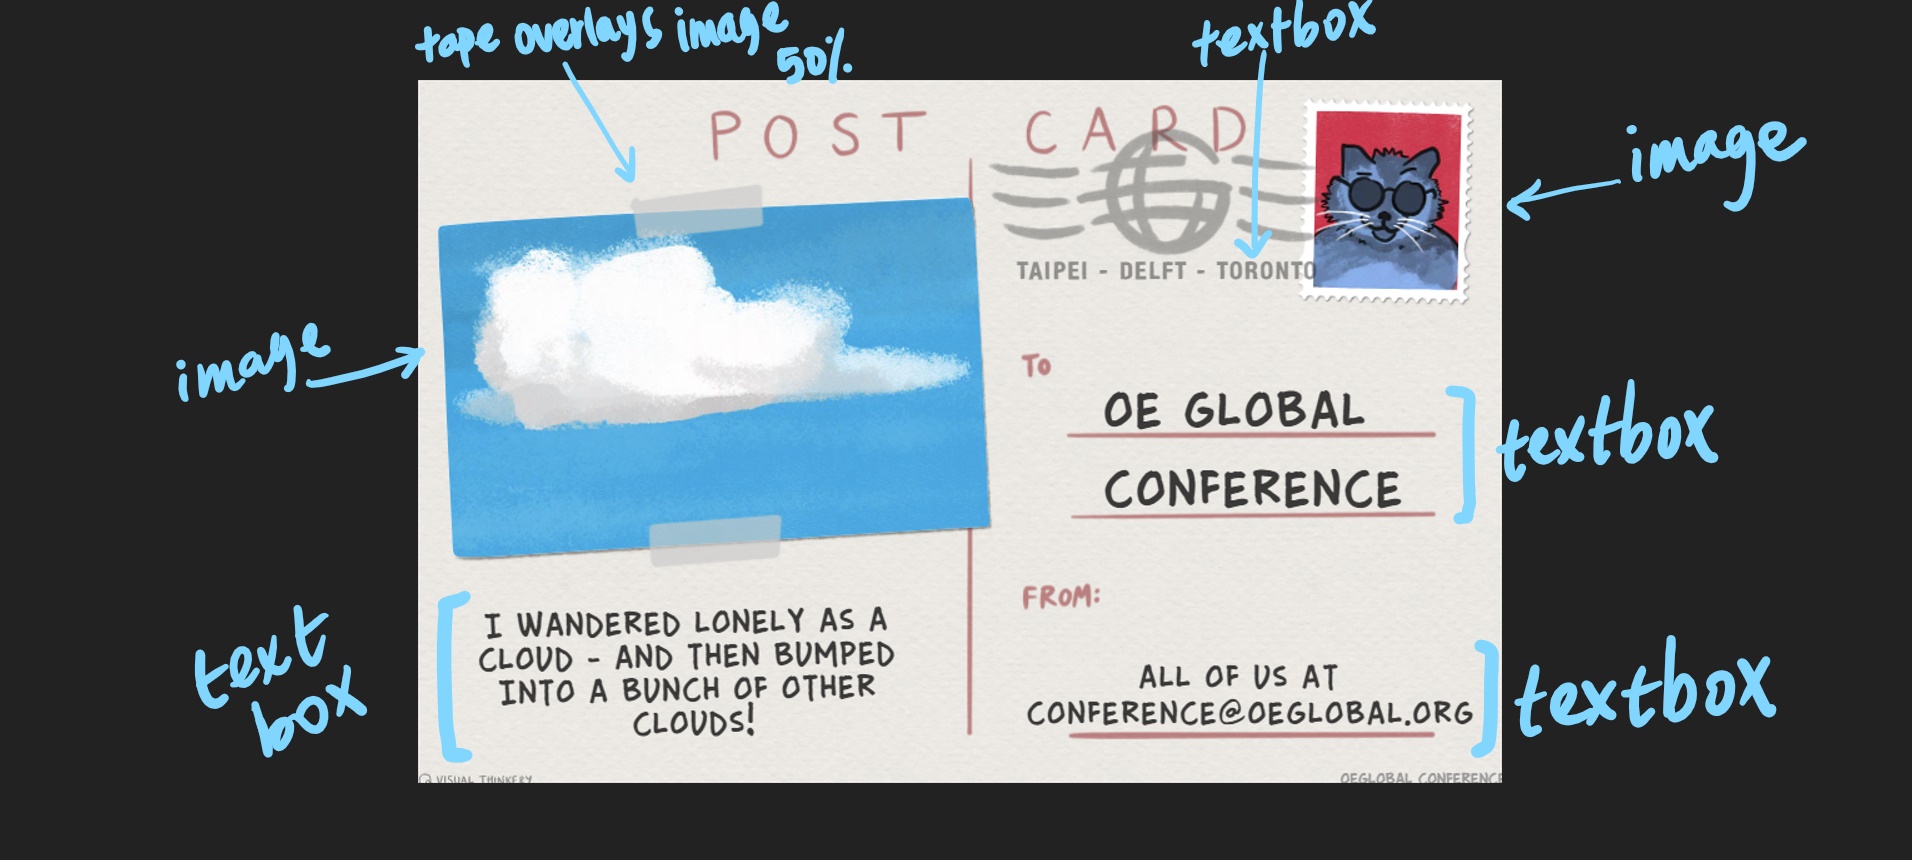 tape overlays image
50%
textbox
POST CARD
image
TAIPEI - DELFT - TORONTO
image
TO
OE GLOBAL
CONFERENCE
textbox
FROM:
text
box
I WANDERED LONELY AS A
CLOUD - AND THEN BUMPED
INTO A BUNCH OF OTHER
CLOUDS!
ALL OF US AT
CONFERENCE@OEGLOBAL.ORG
textbox
@ VISUAL THINKERY
OEGLOBAL CONFERENCE